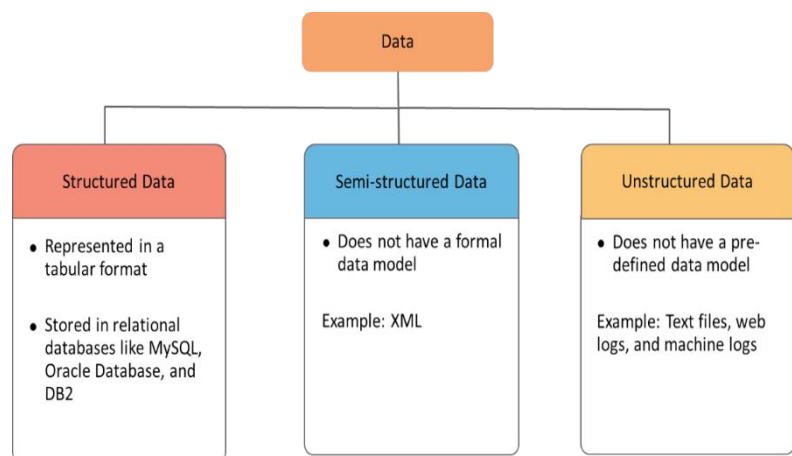 Data
Structured Data
● Represented in a
tabular format
● Stored in relational
databases like MySQL,
Oracle Database, and
DB2
Semi-structured Data
● Does not have a formal
data model
Example: XML
Unstructured Data
● Does not have a pre-
defined data model
Example: Text files, web
logs, and machine logs